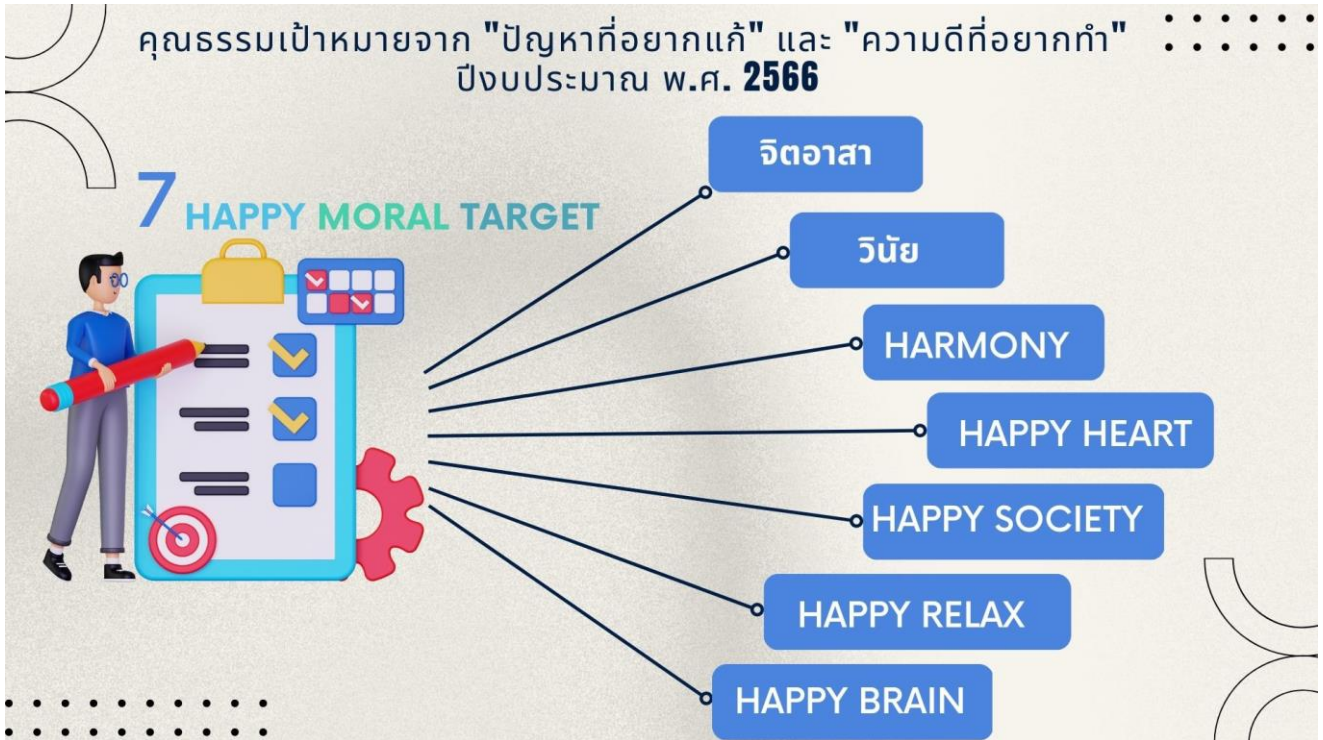 คุณธรรมเป้าหมายจาก "ปัญหาที่อยากแก้" และ "ความดีที่อยากทำ"
ปีงบประมาณ พ.ศ. 2566
7 HAPPY MORAL TARGET
จิตอาสา
วินัย
HARMONY
HAPPY HEART
HAPPY SOCIETY
HAPPY RELAX
HAPPY BRAIN